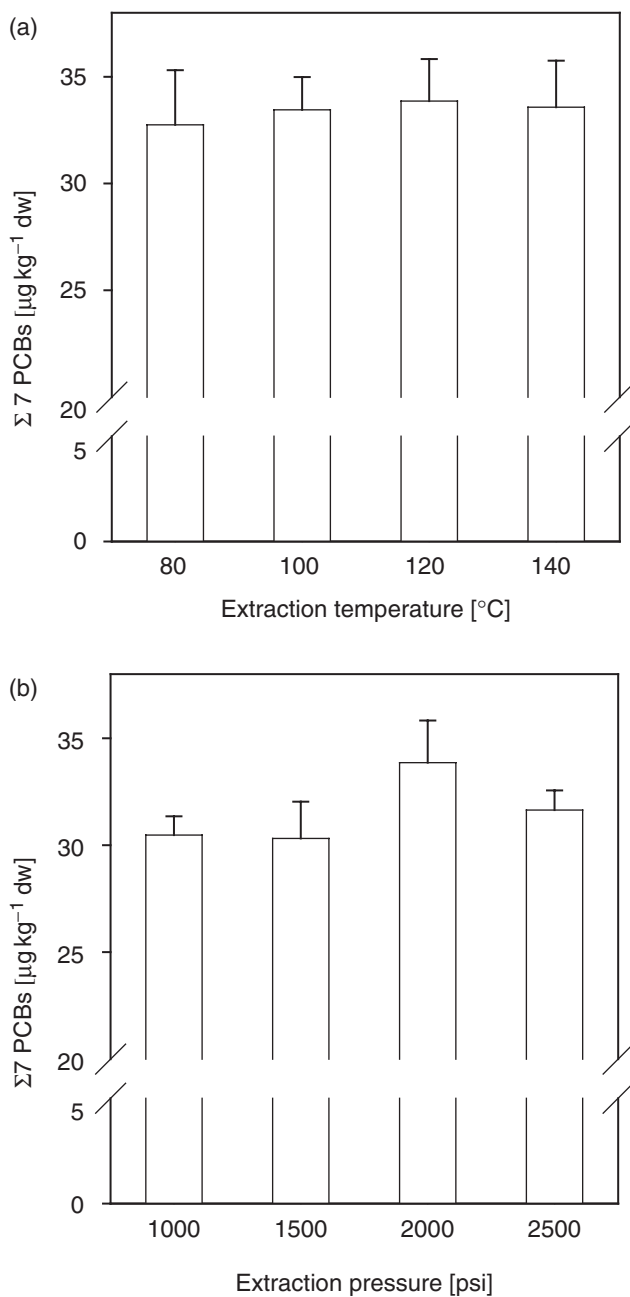 (a)
35
30
25
20
5
0
Σ 7 PCBs [µg kg⁻¹ dw]
80 100 120 140
Extraction temperature [°C]
(b)
35
30
25
20
5
0
Σ7 PCBs [µg kg⁻¹ dw]
1000 1500 2000 2500
Extraction pressure [psi]